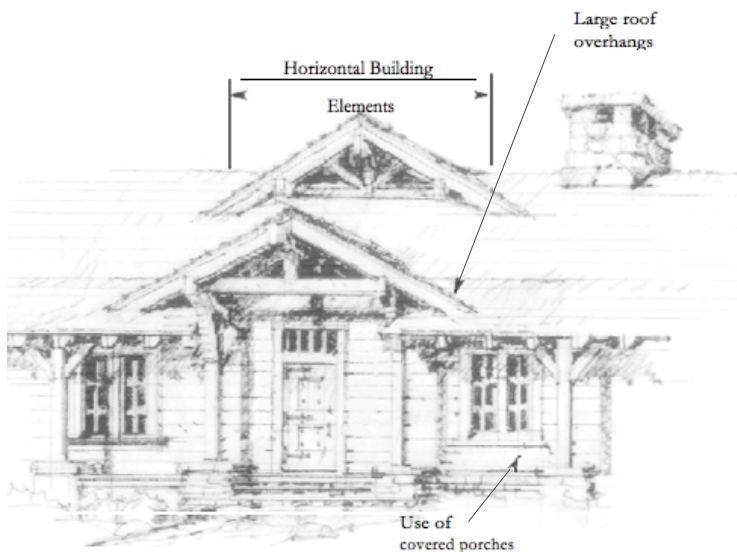 Large roof
overhangs
Horizontal Building
Elements
Use of
covered porches